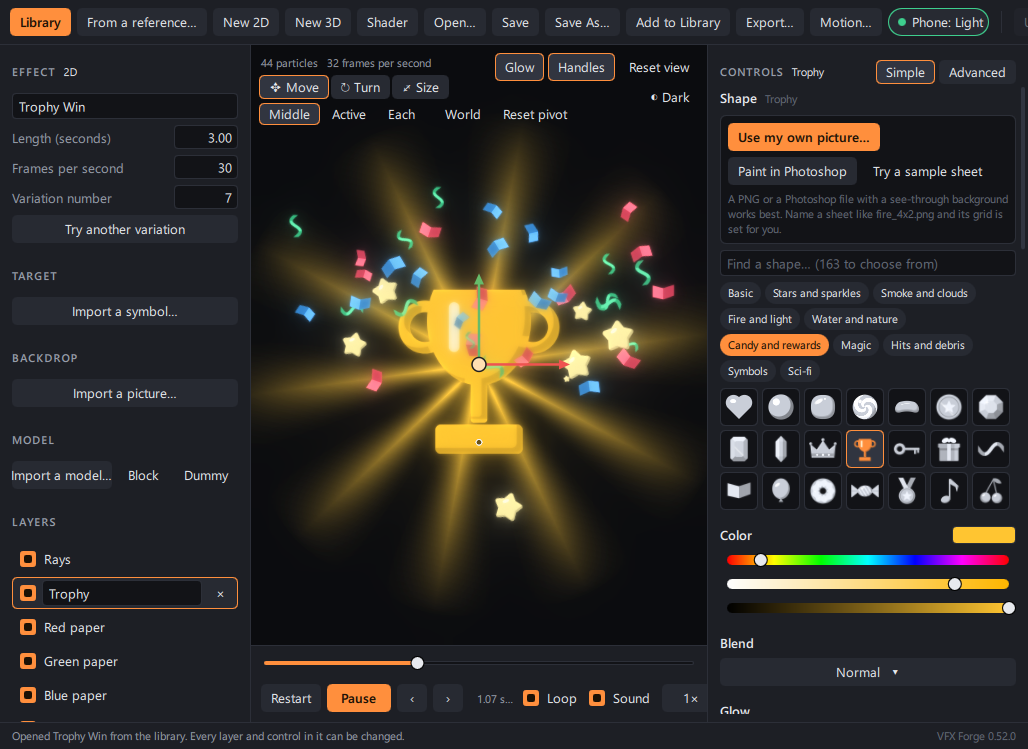 Library From a reference... New 2D New 3D Shader Open... Save Save As... Add to Library Export... Motion... Phone: Light
EFFECT 2D
Trophy Win
Length (seconds) 3.00
Frames per second 30
Variation number 7
Try another variation
TARGET
Import a symbol...
BACKDROP
Import a picture...
MODEL
Import a model... Block Dummy
LAYERS
Rays
Trophy ×
Red paper
Green paper
Blue paper
44 particles 32 frames per second
Glow Handles Reset view
Move Turn Size
Dark
Middle Active Each World Reset pivot
Restart Pause ‹ › 1.07 s... Loop Sound 1×
CONTROLS Trophy Simple Advanced
Shape Trophy
Use my own picture...
Paint in Photoshop Try a sample sheet
A PNG or a Photoshop file with a see-through background
works best. Name a sheet like fire_4x2.png and its grid is
set for you.
Find a shape... (163 to choose from)
Basic Stars and sparkles Smoke and clouds
Fire and light Water and nature
Candy and rewards Magic Hits and debris
Symbols Sci-fi
Color
Blend
Normal
Glow
Opened Trophy Win from the library. Every layer and control in it can be changed.
VFX Forge 0.52.0